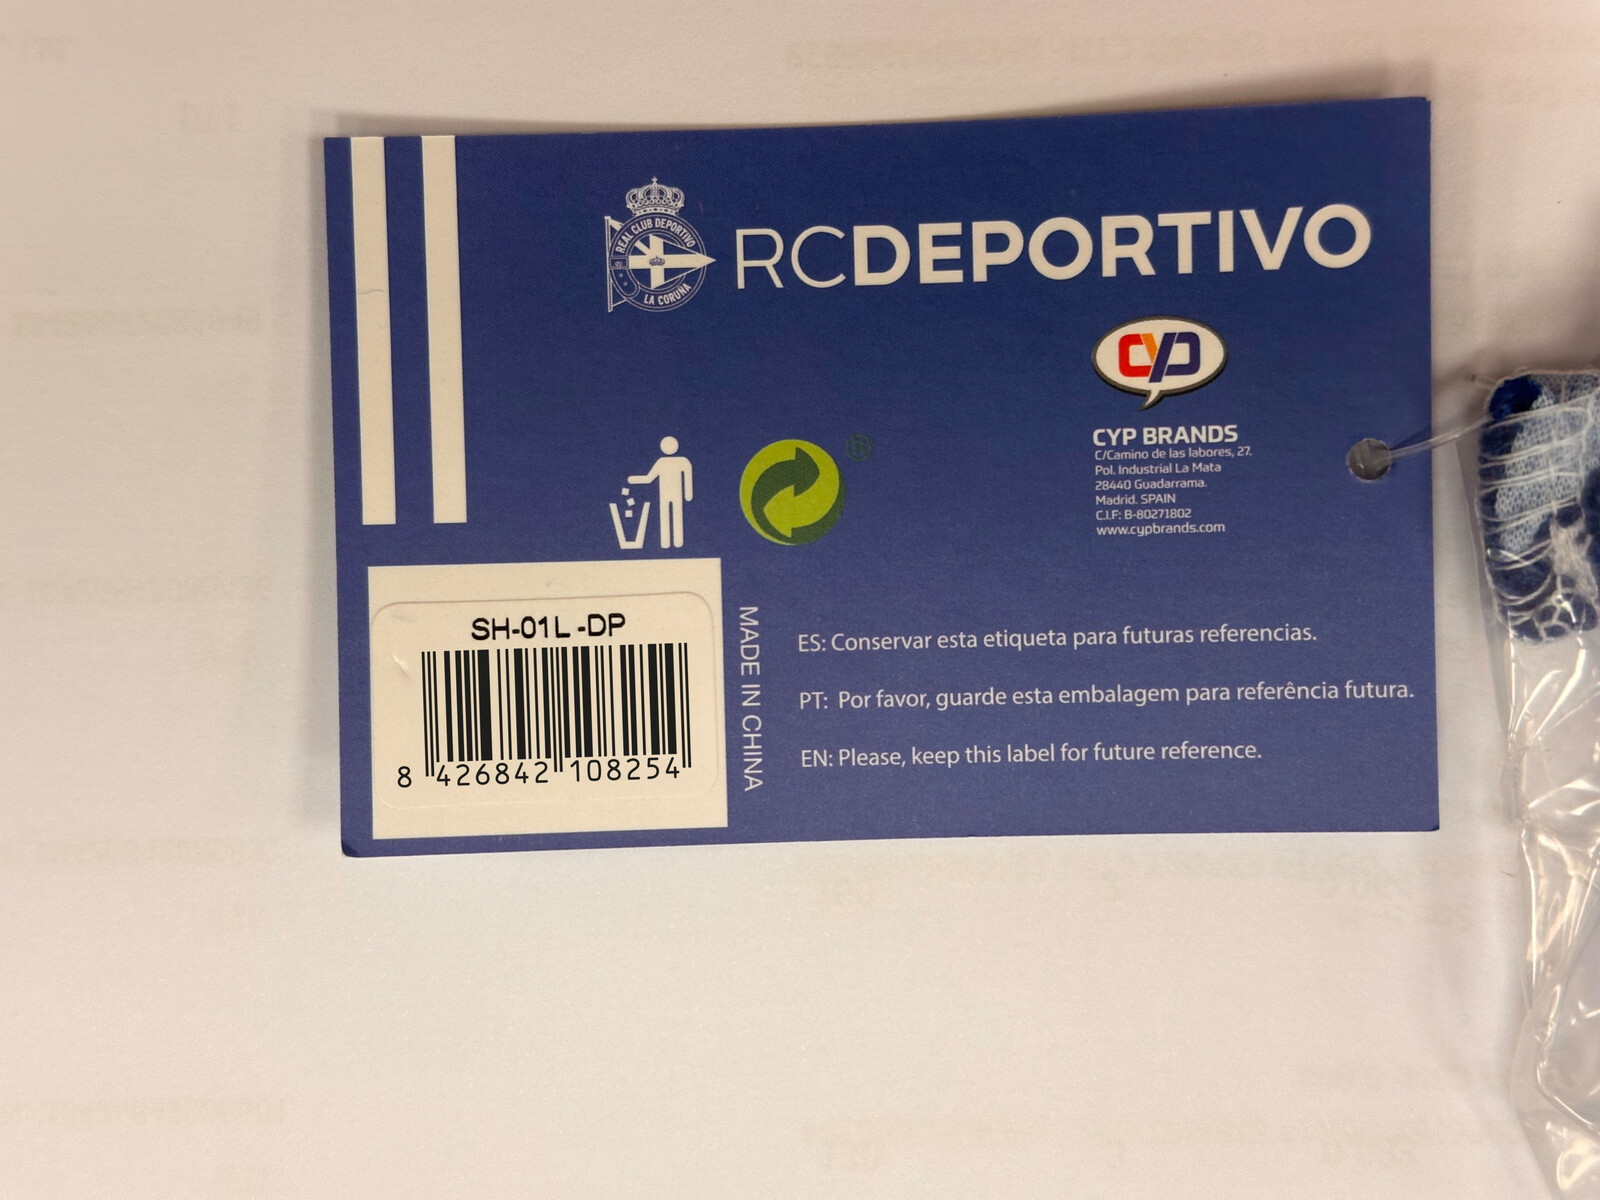 REAL CLUB DEPORTIVO
LA CORUÑA
RCDEPORTIVO
CYP
CYP BRANDS
C/Camino de las labores, 27.
Pol. Industrial La Mata
28440 Guadarrama.
Madrid. SPAIN
C.I.F: B-80271802
www.cypbrands.com
®
SH-01L -DP
8 426842 108254
MADE IN CHINA
ES: Conservar esta etiqueta para futuras referencias.
PT: Por favor, guarde esta embalagem para referência futura.
EN: Please, keep this label for future reference.